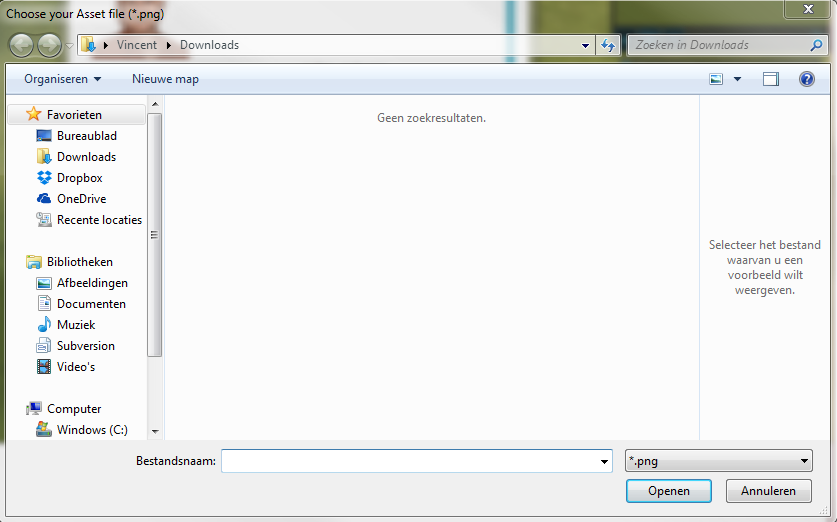 Choose your Asset file (*.png)
Vincent Downloads
Zoeken in Downloads
Organiseren Nieuwe map
Favorieten
Bureaublad
Downloads
Dropbox
OneDrive
Recente locaties
Bibliotheken
Afbeeldingen
Documenten
Muziek
Subversion
Video's
Computer
Windows (C:)
Geen zoekresultaten.
Selecteer het bestand
waarvan u een
voorbeeld wilt
weergeven.
Bestandsnaam:
*.png
Openen Annuleren